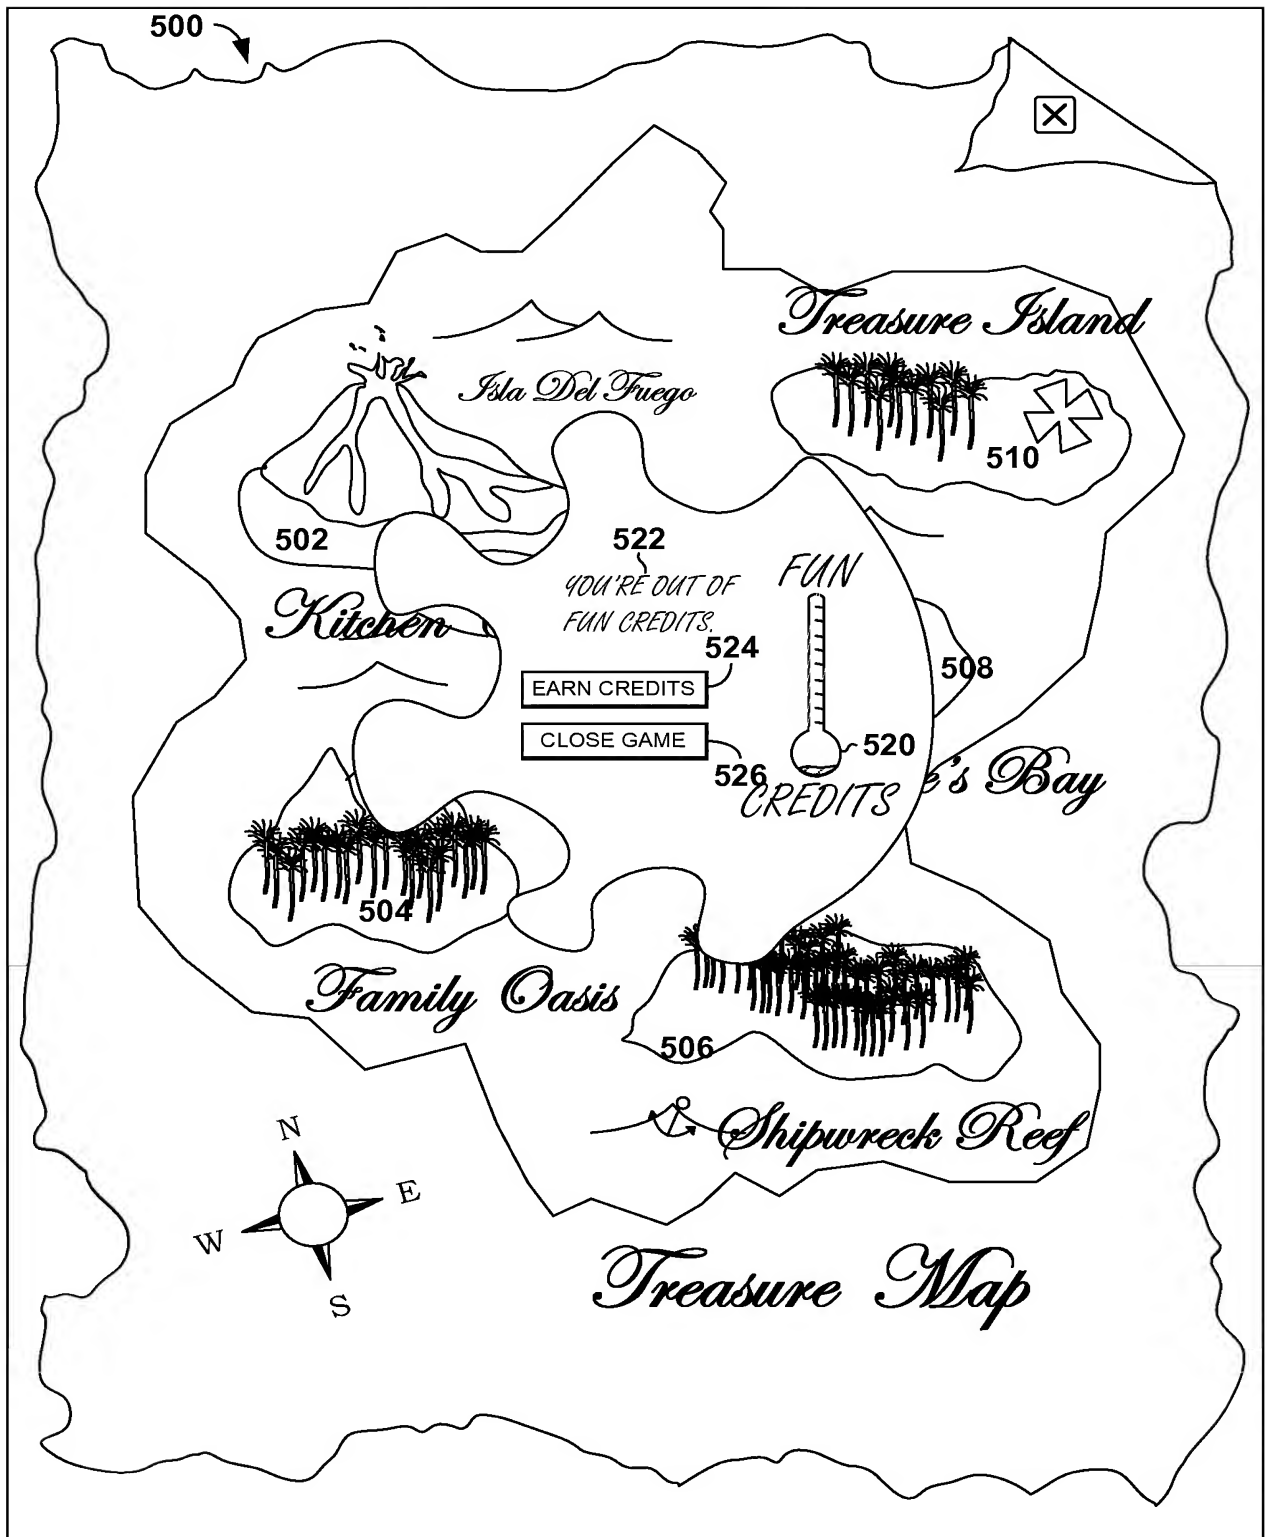 500
Treasure Island
Isla Del Fuego
510
502
522
YOU'RE OUT OF
FUN CREDITS.
FUN
Kitchen
524
508
EARN CREDITS
CLOSE GAME
520
526
e's Bay
CREDITS
504
Family Oasis
506
Shipwreck Reef
N
E
W
S
Treasure Map